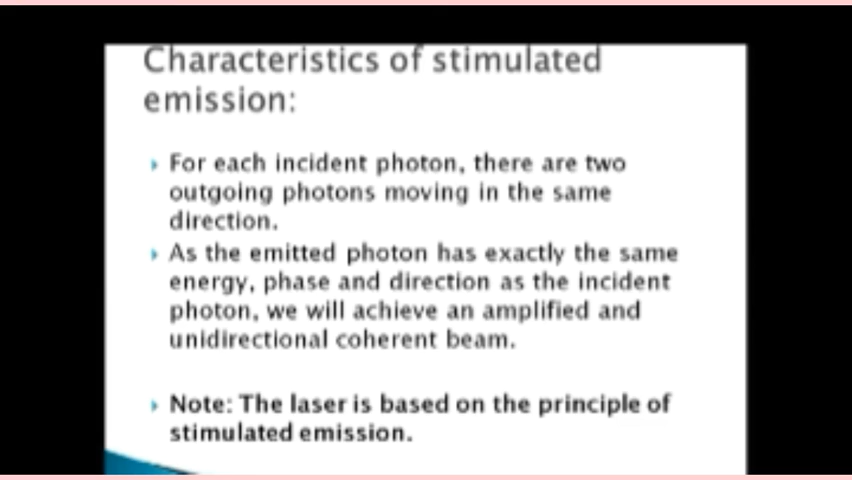 Characteristics of stimulated
emission:
For each incident photon, there are two
outgoing photons moving in the same
direction.
As the emitted photon has exactly the same
energy, phase and direction as the incident
photon, we will achieve an amplified and
unidirectional coherent beam.
Note: The laser is based on the principle of
stimulated emission.